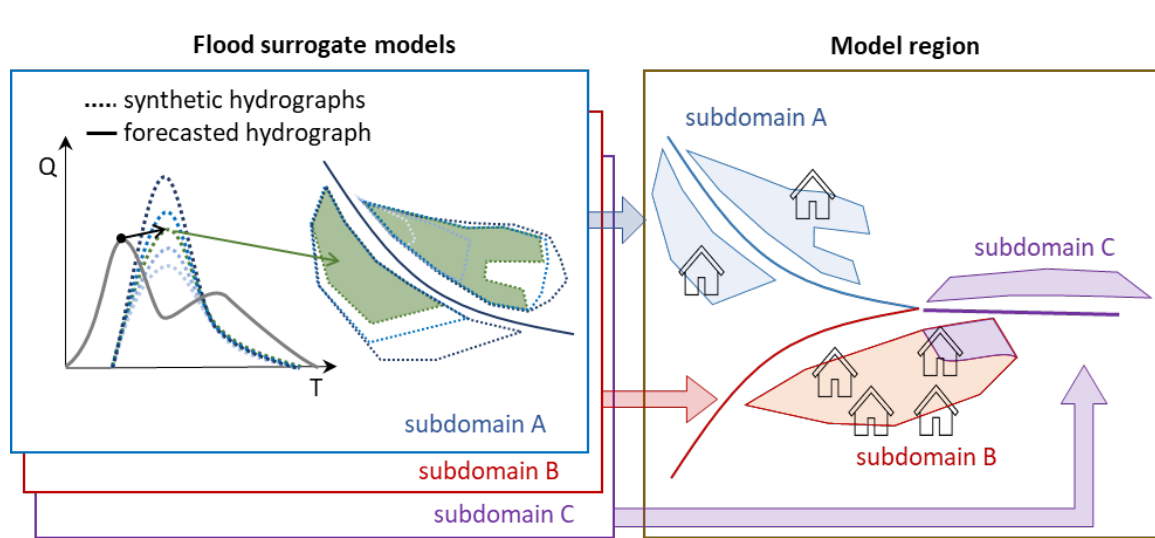 Flood surrogate models
Model region
synthetic hydrographs
forecasted hydrograph
Q
T
subdomain A
subdomain B
subdomain C
subdomain A
subdomain C
subdomain B